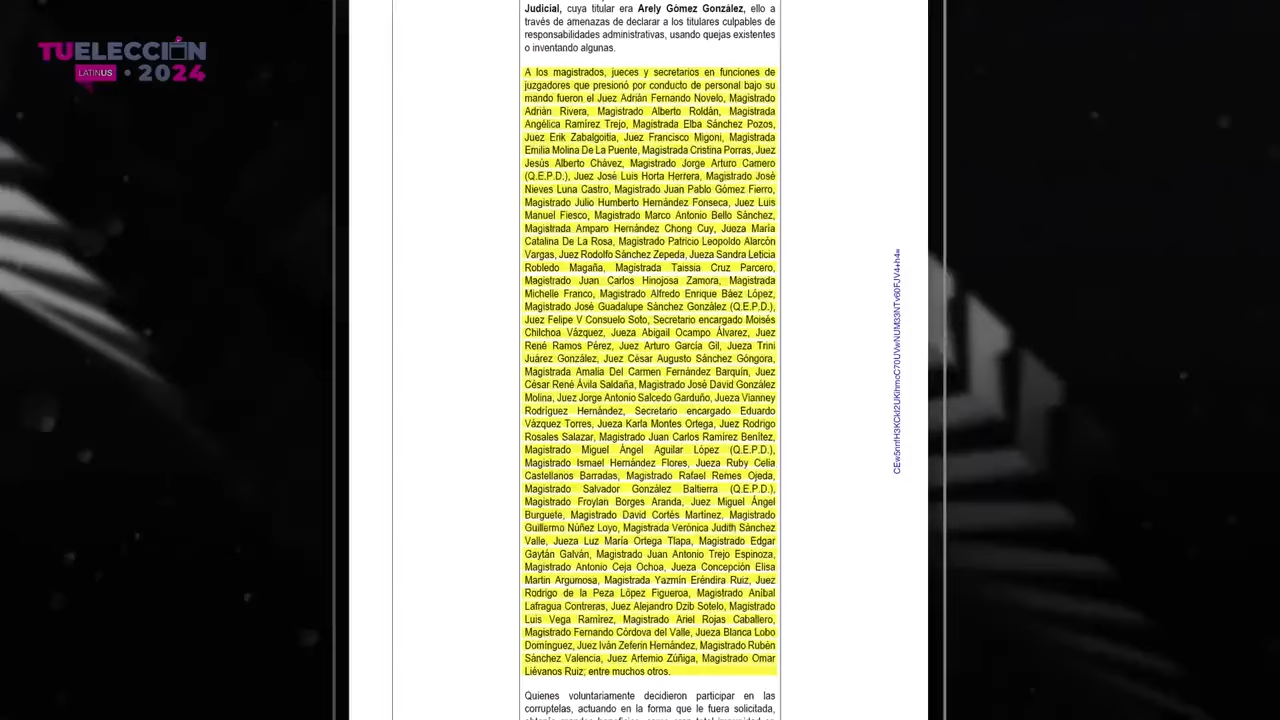 TUELECCIÓN
LATINUS • 2024
Judicial, cuya titular era Arely Gómez González, ello a
través de amenazas de declarar a los titulares culpables de
responsabilidades administrativas, usando quejas existentes
o inventando algunas.
A los magistrados, jueces y secretarios en funciones de
juzgadores que presionó por conducto de personal bajo su
mando fueron el Juez Adrián Fernando Novelo, Magistrado
Adrián Rivera, Magistrado Alberto Roldán, Magistrada
Angélica Ramírez Trejo, Magistrada Elba Sánchez Pozos,
Juez Erik Zabalgoitia, Juez Francisco Migoni, Magistrada
Emilia Molina De La Puente, Magistrada Cristina Porras, Juez
Jesús Alberto Chávez, Magistrado Jorge Arturo Camero
(Q.E.P.D.), Juez José Luis Horta Herrera, Magistrado José
Nieves Luna Castro, Magistrado Juan Pablo Gómez Fierro,
Magistrado Julio Humberto Hernández Fonseca, Juez Luis
Manuel Fiesco, Magistrado Marco Antonio Bello Sánchez,
Magistrada Amparo Hernández Chong Cuy, Jueza María
Catalina De La Rosa, Magistrado Patricio Leopoldo Alarcón
Vargas, Juez Rodolfo Sánchez Zepeda, Jueza Sandra Leticia
Robledo Magaña, Magistrada Taissia Cruz Parcero,
Magistrado Juan Carlos Hinojosa Zamora, Magistrada
Michelle Franco, Magistrado Alfredo Enrique Báez López,
Magistrado José Guadalupe Sánchez González (Q.E.P.D.),
Juez Felipe V Consuelo Soto, Secretario encargado Moisés
Chilchoa Vázquez, Jueza Abigail Ocampo Álvarez, Juez
René Ramos Pérez, Juez Arturo García Gil, Jueza Trini
Juárez González, Juez César Augusto Sánchez Góngora,
Magistrada Amalia Del Carmen Fernández Barquín, Juez
César René Ávila Saldaña, Magistrado José David González
Molina, Juez Jorge Antonio Salcedo Garduño, Jueza Vianney
Rodríguez Hernández, Secretario encargado Eduardo
Vázquez Torres, Jueza Karla Montes Ortega, Juez Rodrigo
Rosales Salazar, Magistrado Juan Carlos Ramírez Benítez,
Magistrado Miguel Ángel Aguilar López (Q.E.P.D.),
Magistrado Ismael Hernández Flores, Jueza Ruby Celia
Castellanos Barradas, Magistrado Rafael Remes Ojeda,
Magistrado Salvador González Baltierra (Q.E.P.D.),
Magistrado Froylan Borges Aranda, Juez Miguel Ángel
Burguete, Magistrado David Cortés Martínez, Magistrado
Guillermo Núñez Loyo, Magistrada Verónica Judith Sánchez
Valle, Jueza Luz María Ortega Tlapa, Magistrado Edgar
Gaytán Galván, Magistrado Juan Antonio Trejo Espinoza,
Magistrado Antonio Ceja Ochoa, Jueza Concepción Elisa
Martin Argumosa, Magistrada Yazmín Eréndira Ruiz, Juez
Rodrigo de la Peza López Figueroa, Magistrado Aníbal
Lafragua Contreras, Juez Alejandro Dzib Sotelo, Magistrado
Luis Vega Ramírez, Magistrado Ariel Rojas Caballero,
Magistrado Fernando Córdova del Valle, Jueza Blanca Lobo
Domínguez, Juez Iván Zeferín Hernández, Magistrado Rubén
Sánchez Valencia, Juez Artemio Zúñiga, Magistrado Omar
Liévanos Ruiz; entre muchos otros.
Quienes voluntariamente decidieron participar en las
corruptelas, actuando en la forma que le fuera solicitada,